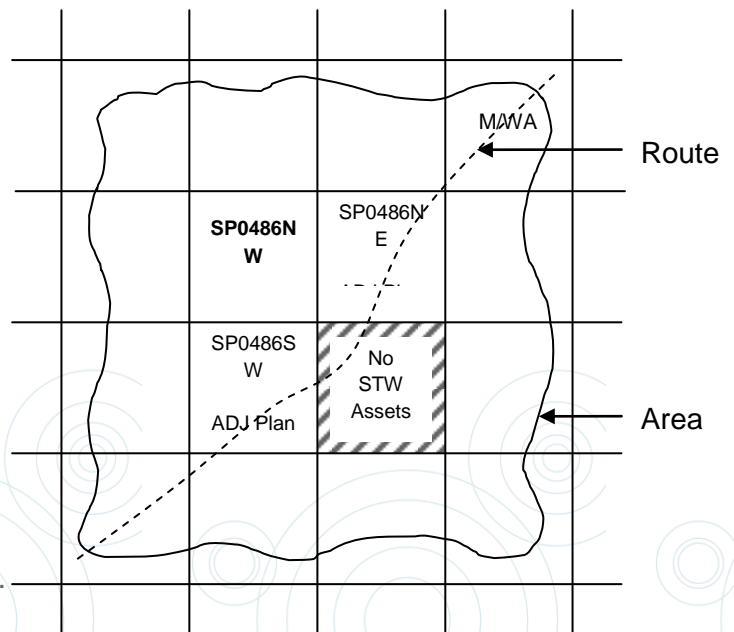 M/WA
Route
SP0486N
W
SP0486N
E
SP0486S
W
ADJ Plan
No
STW
Assets
Area